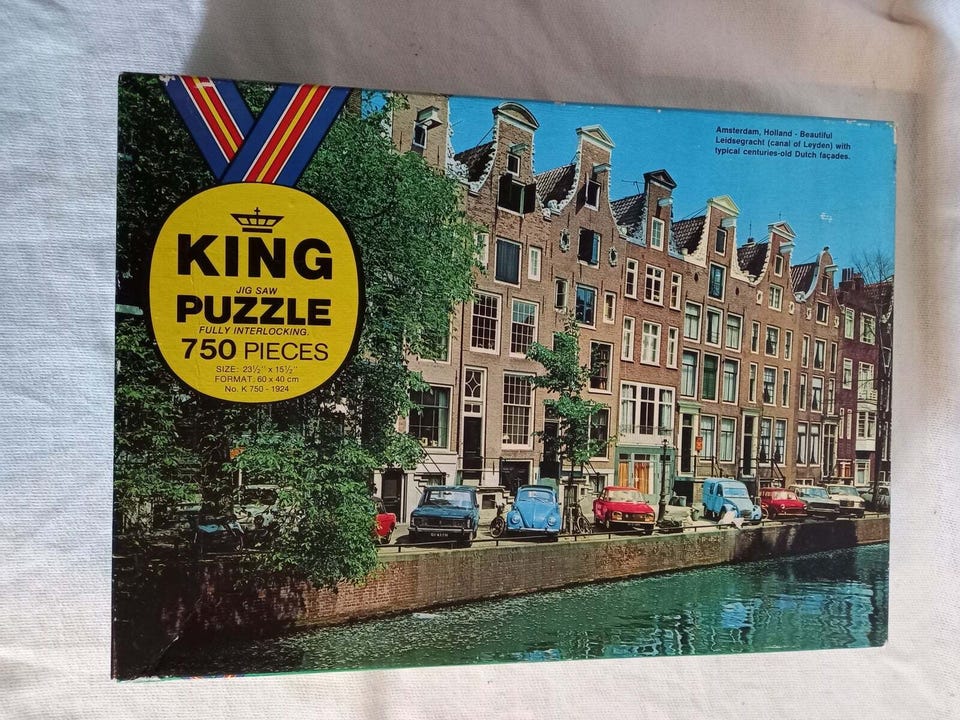 KING
JIG SAW
PUZZLE
FULLY INTERLOCKING.
750 PIECES
SIZE: 23½" x 15½"
FORMAT: 60 x 40 cm
No. K 750 - 1924
Amsterdam, Holland - Beautiful
Leidsegracht (canal of Leyden) with
typical centuries-old Dutch façades.